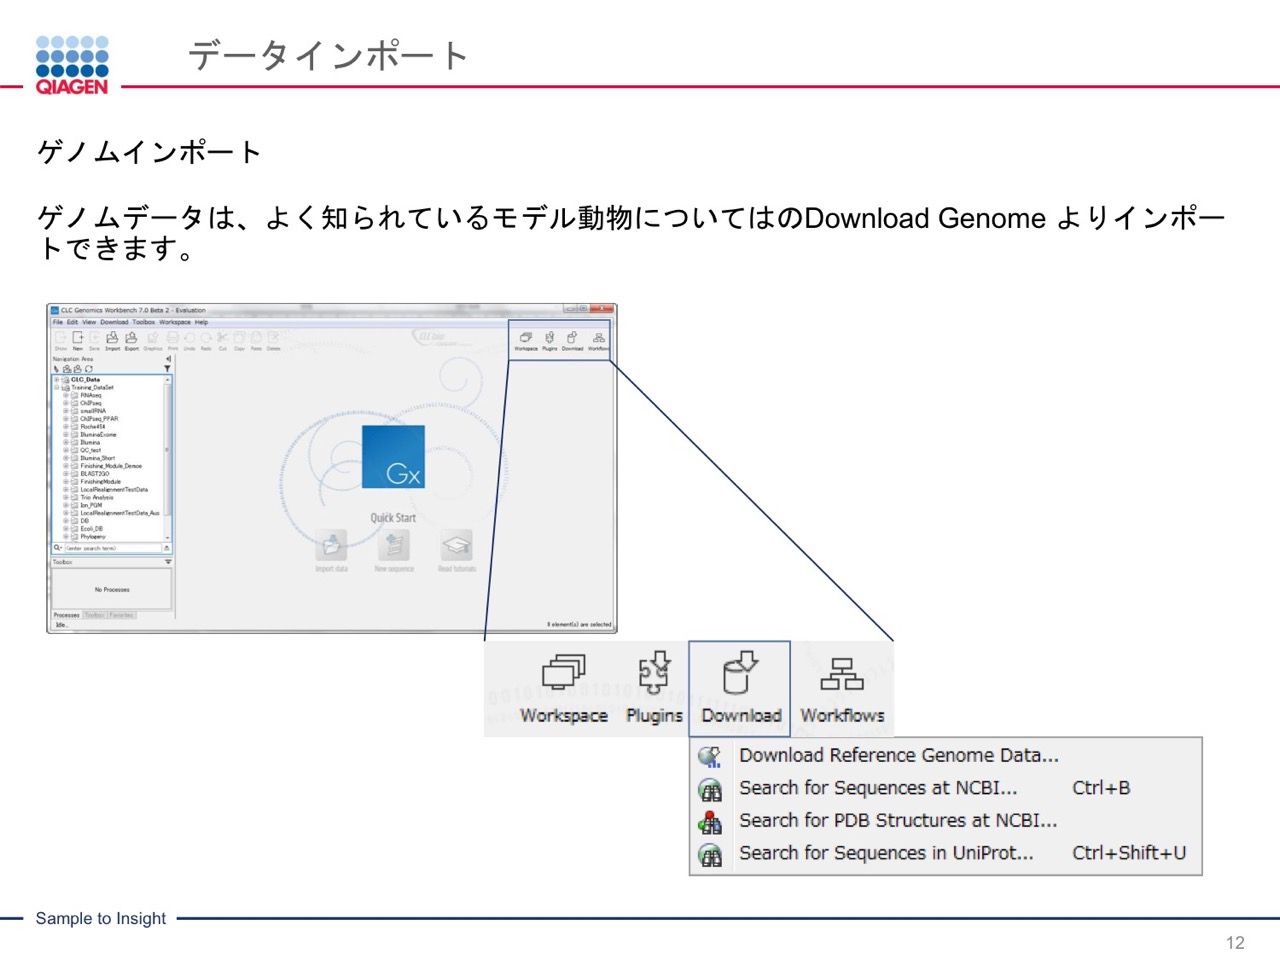 データインポート
QIAGEN
ゲノムインポート
ゲノムデータは、よく知られているモデル動物についてはのDownload Genome よりインポー
トできます。
CLC Genomics Workbench 7.0 Beta 2 - Evaluation
File Edit View Download Toolbox Workspace Help
Show New Save Import Export Graphics Print Undo Redo Cut Copy Paste Delete
Workspace Plugins Download Workflows
CLC bio
Navigation Area
CLC_Data
Training_DataSet
RNAseq
ChIPseq
smallRNA
ChIPseq_PPAR
Roche454
IlluminaExome
Illumina
QC_test
Illumina_Short
Finishing_Module_Demoe
BLAST2GO
FinishingModule
LocalRealignmentTestData
Trio Analysis
Ion_PGM
LocalRealignmentTestData_Aus
DB
Ecoli_DB
Phylogeny
(enter search term)
Toolbox
No Processes
Processes Toolbox Favorites
Idle...
Gx
Quick Start
Import data New sequence Read tutorials
8 element(s) are selected
Workspace Plugins Download Workflows
Download Reference Genome Data...
Search for Sequences at NCBI... Ctrl+B
Search for PDB Structures at NCBI...
Search for Sequences in UniProt... Ctrl+Shift+U
Sample to Insight
12